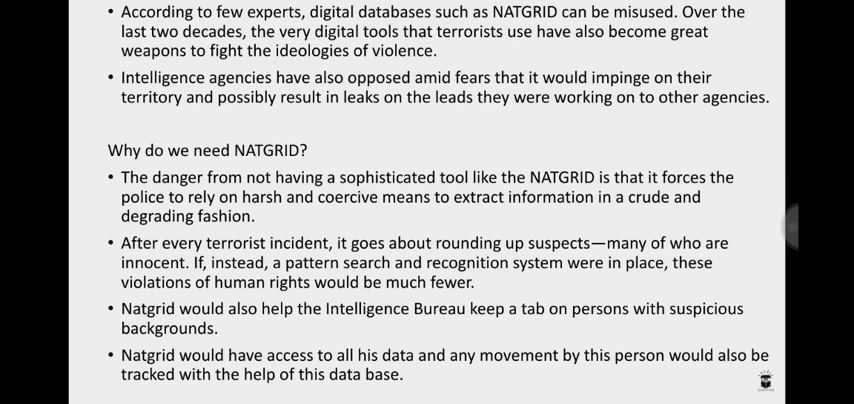 • According to few experts, digital databases such as NATGRID can be misused. Over the
last two decades, the very digital tools that terrorists use have also become great
weapons to fight the ideologies of violence.
• Intelligence agencies have also opposed amid fears that it would impinge on their
territory and possibly result in leaks on the leads they were working on to other agencies.
Why do we need NATGRID?
• The danger from not having a sophisticated tool like the NATGRID is that it forces the
police to rely on harsh and coercive means to extract information in a crude and
degrading fashion.
• After every terrorist incident, it goes about rounding up suspects—many of who are
innocent. If, instead, a pattern search and recognition system were in place, these
violations of human rights would be much fewer.
• Natgrid would also help the Intelligence Bureau keep a tab on persons with suspicious
backgrounds.
• Natgrid would have access to all his data and any movement by this person would also be
tracked with the help of this data base.